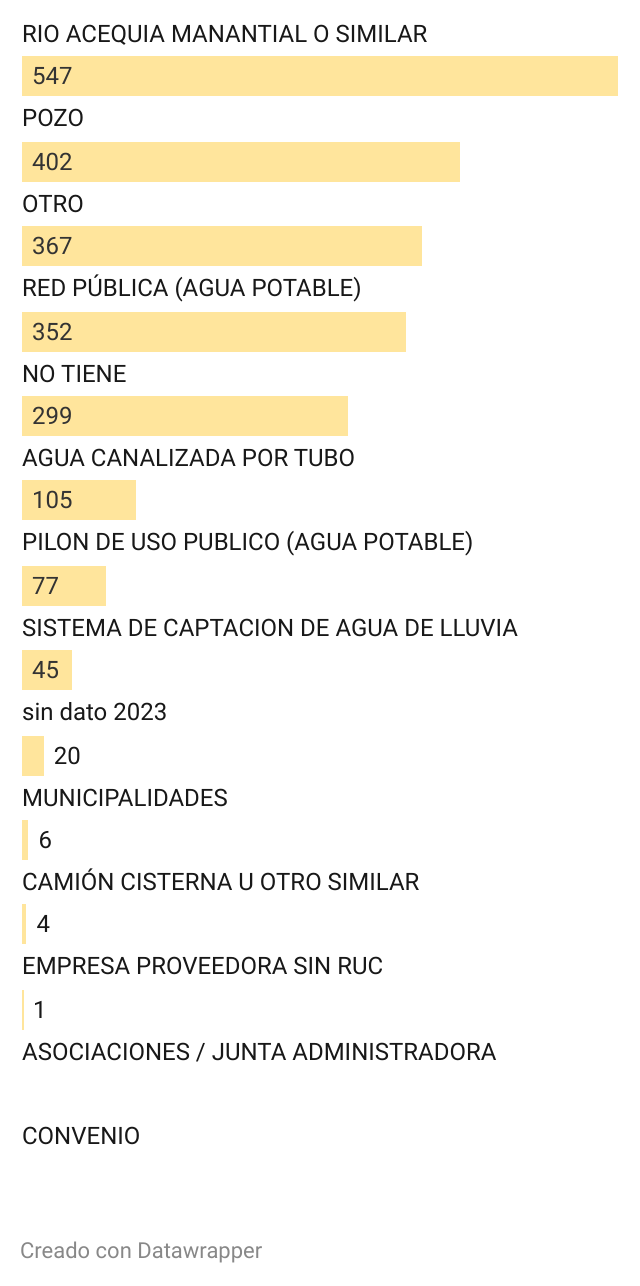 RIO ACEQUIA MANANTIAL O SIMILAR
547
POZO
402
OTRO
367
RED PÚBLICA (AGUA POTABLE)
352
NO TIENE
299
AGUA CANALIZADA POR TUBO
105
PILON DE USO PUBLICO (AGUA POTABLE)
77
SISTEMA DE CAPTACION DE AGUA DE LLUVIA
45
sin dato 2023
20
MUNICIPALIDADES
6
CAMIÓN CISTERNA U OTRO SIMILAR
4
EMPRESA PROVEEDORA SIN RUC
1
ASOCIACIONES / JUNTA ADMINISTRADORA
CONVENIO
Creado con Datawrapper